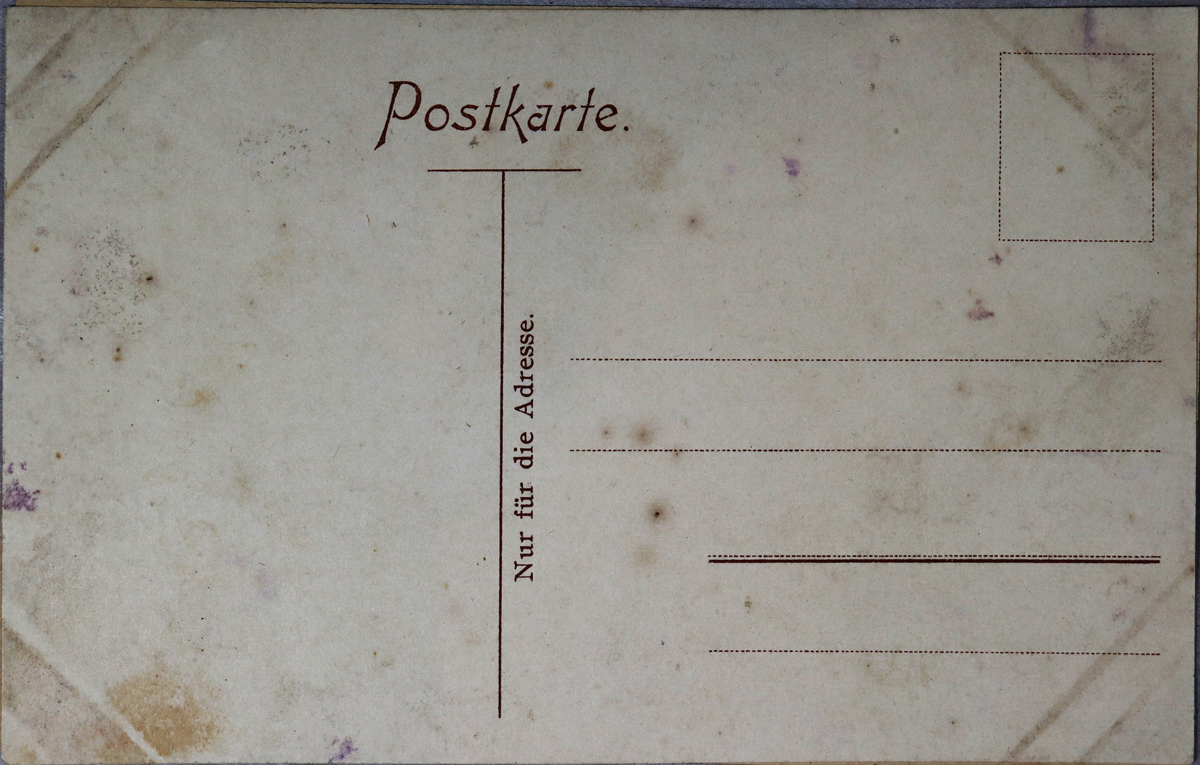 Postkarte.
Nur für die Adresse.